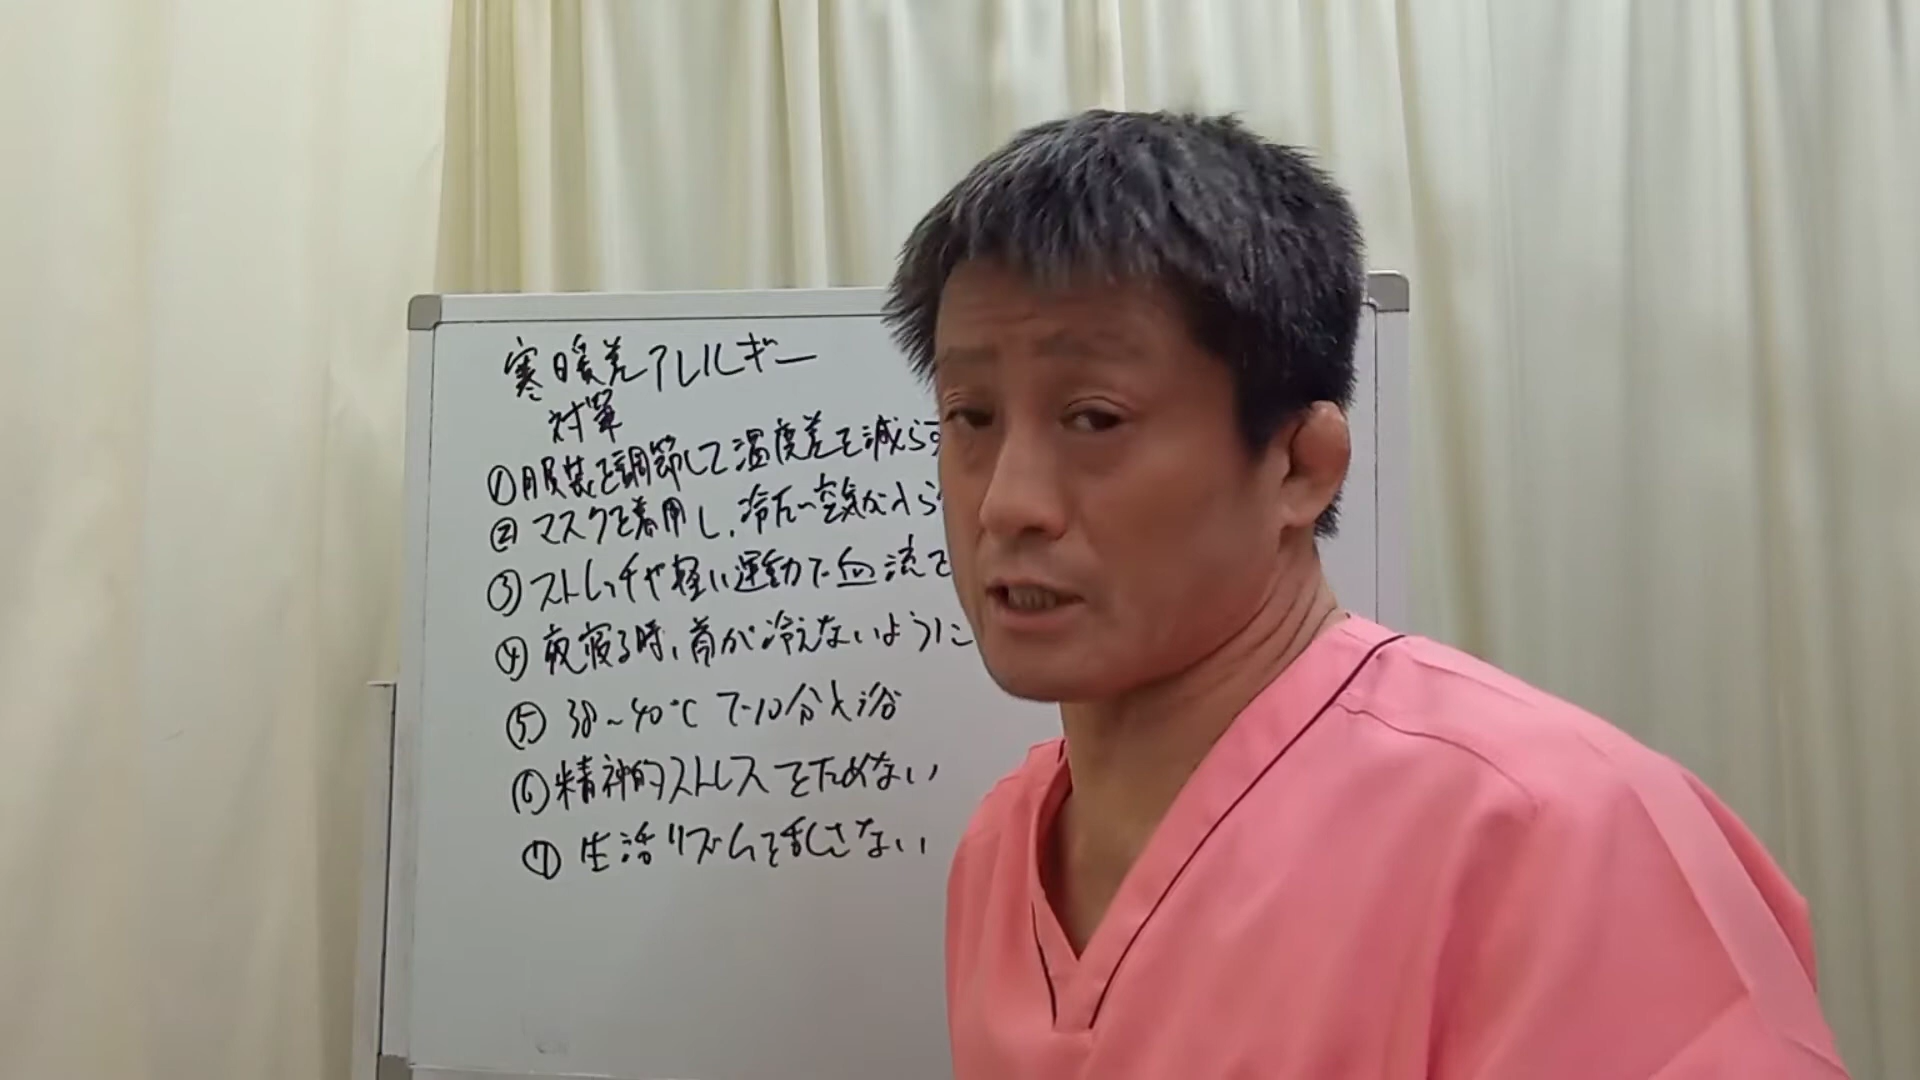 寒暖差アレルギー
対策
①服装を調節して温度差を減らす
②マスクを着用し、冷たい空気が入ら
③ストレッチや軽い運動で血流を
④夜寝る時、首が冷えないように
⑤38～40℃で10分入浴
⑥精神的ストレスをためない
⑦生活リズムを乱さない